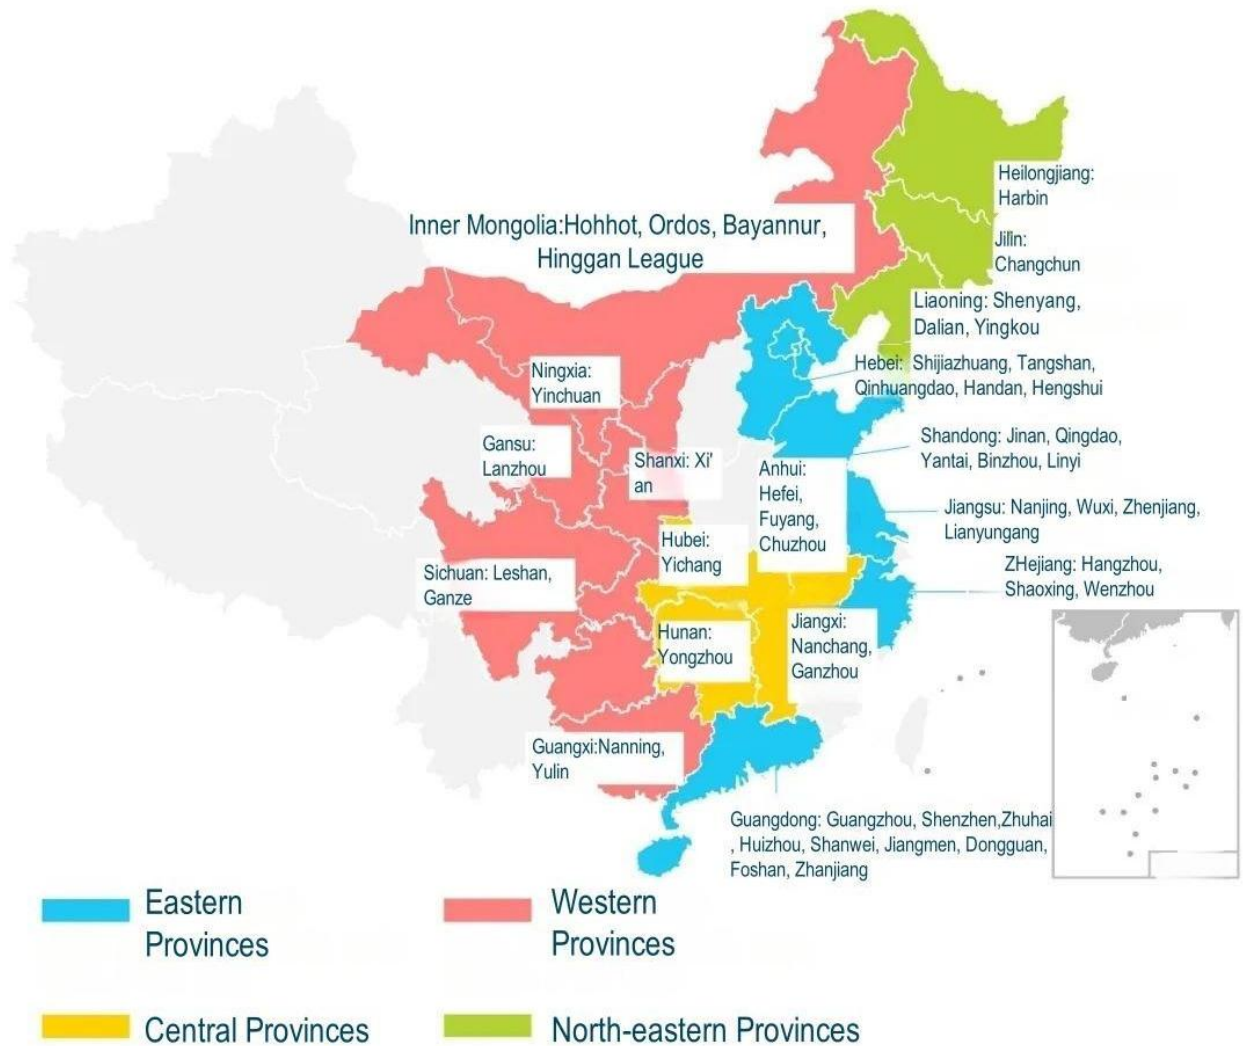 Heilongjiang:
Harbin
Inner Mongolia:Hohhot, Ordos, Bayannur,
Hinggan League
Jilin:
Changchun
Liaoning: Shenyang,
Dalian, Yingkou
Hebei: Shijiazhuang, Tangshan,
Qinhuangdao, Handan, Hengshui
Ningxia:
Yinchuan
Shandong: Jinan, Qingdao,
Yantai, Binzhou, Linyi
Gansu:
Lanzhou
Shanxi: Xi'
an
Anhui:
Hefei,
Fuyang,
Chuzhou
Jiangsu: Nanjing, Wuxi, Zhenjiang,
Lianyungang
Hubei:
Yichang
ZHejiang: Hangzhou,
Shaoxing, Wenzhou
Sichuan: Leshan,
Ganze
Jiangxi:
Nanchang,
Ganzhou
Hunan:
Yongzhou
Guangxi:Nanning,
Yulin
Guangdong: Guangzhou, Shenzhen,Zhuhai
, Huizhou, Shanwei, Jiangmen, Dongguan,
Foshan, Zhanjiang
Eastern
Provinces
Western
Provinces
Central Provinces
North-eastern Provinces